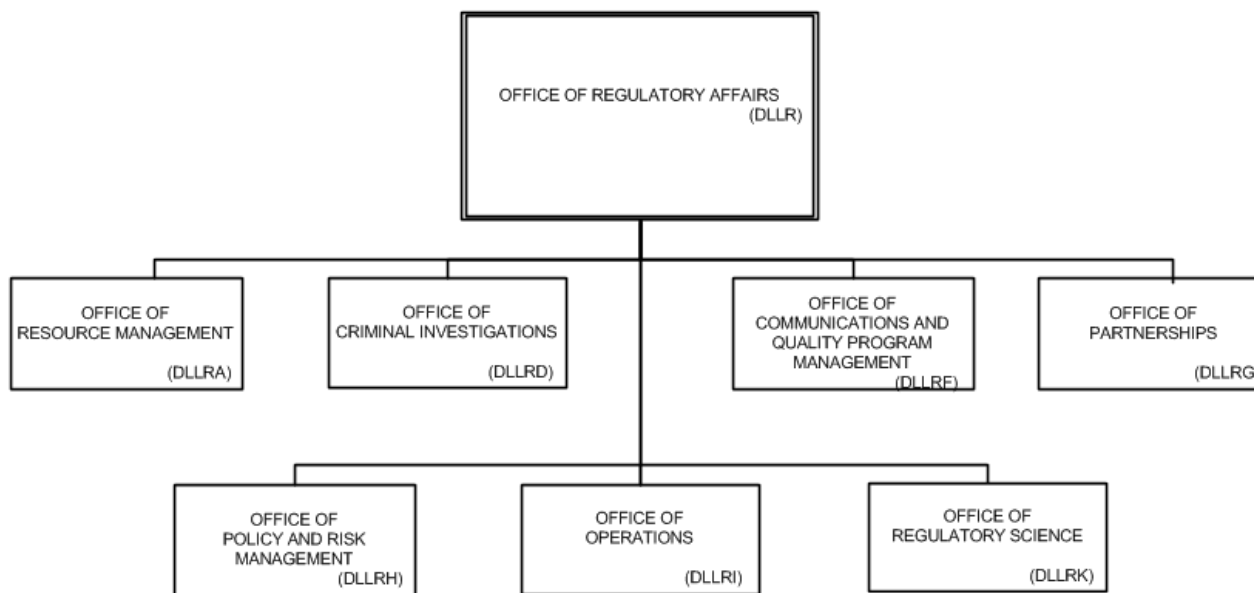 OFFICE OF REGULATORY AFFAIRS
(DLLR)
OFFICE OF
RESOURCE MANAGEMENT
(DLLRA)
OFFICE OF
CRIMINAL INVESTIGATIONS
(DLLRD)
OFFICE OF
COMMUNICATIONS AND
QUALITY PROGRAM
MANAGEMENT
(DLLRF)
OFFICE OF
PARTNERSHIPS
(DLLRG
OFFICE OF
POLICY AND RISK
MANAGEMENT
(DLLRH)
OFFICE OF
OPERATIONS
(DLLRI)
OFFICE OF
REGULATORY SCIENCE
(DLLRK)